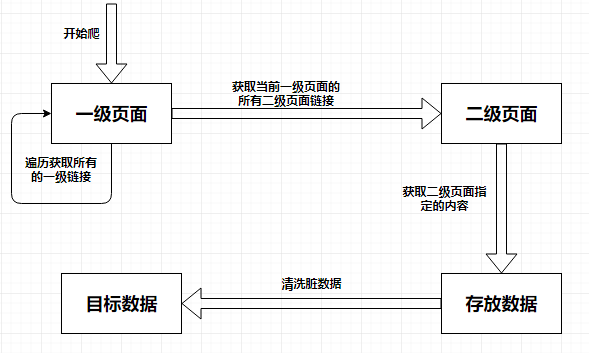 开始爬
一级页面
获取当前一级页面的
所有二级页面链接
二级页面
遍历获取所有
的一级链接
获取二级页面指
定的内容
目标数据
清洗脏数据
存放数据